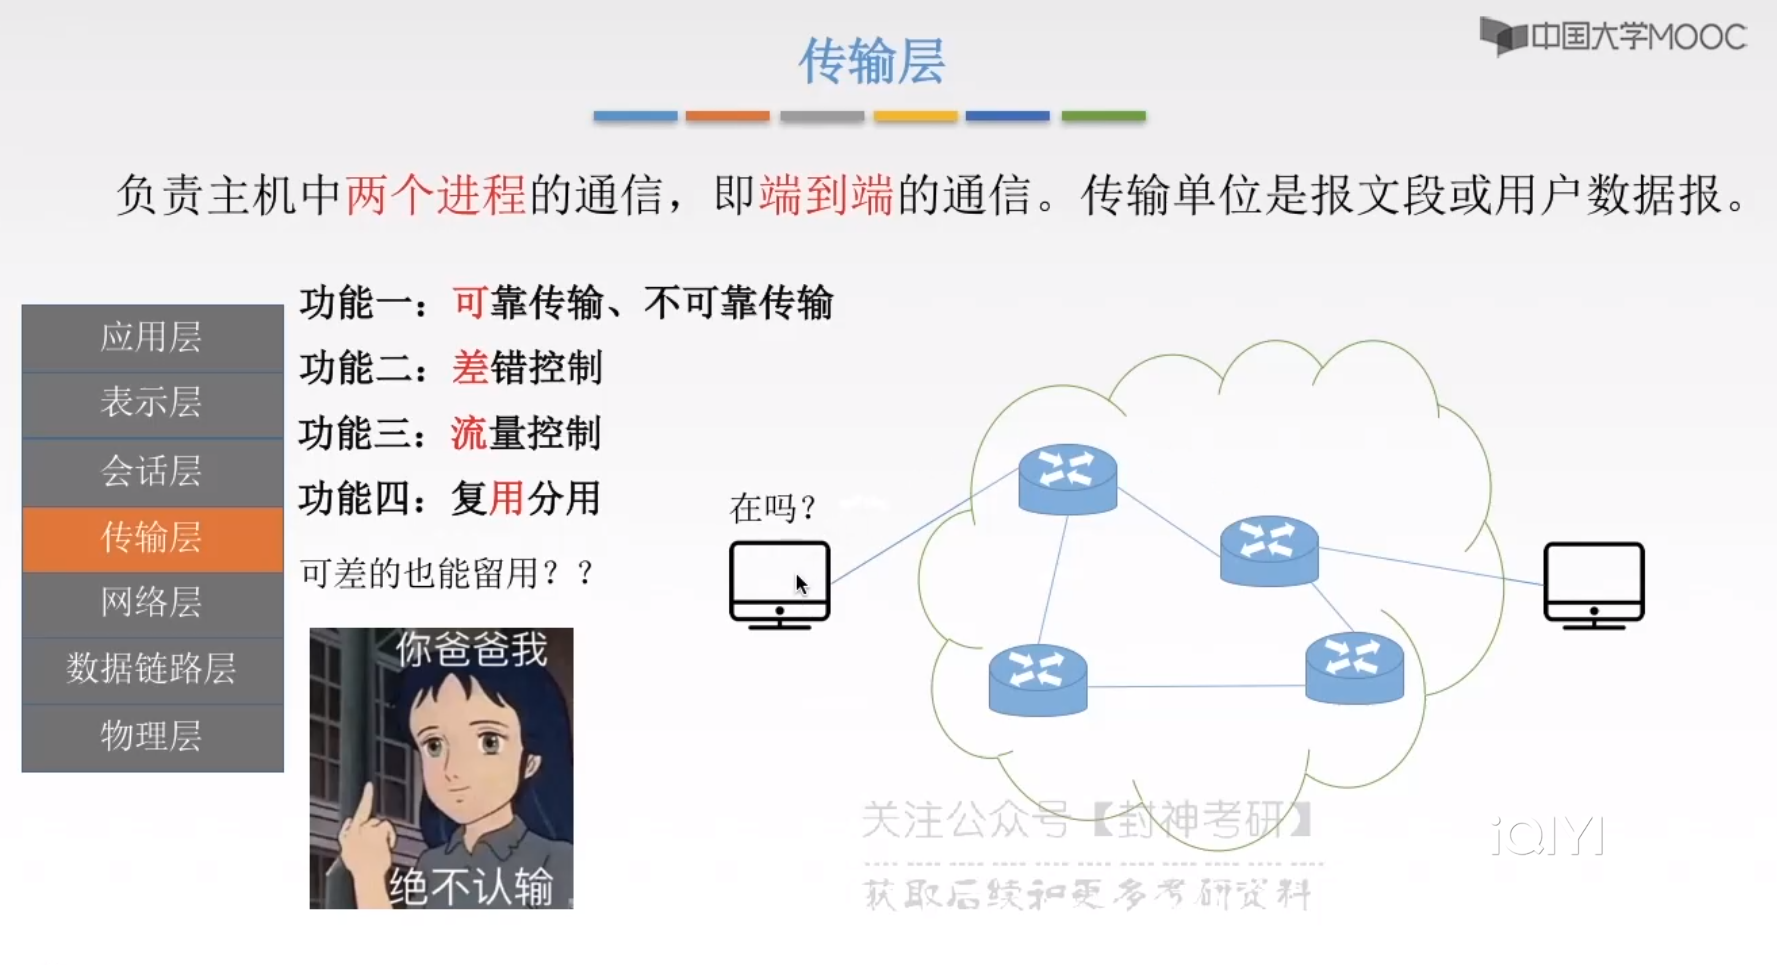 中国大学MOOC
传输层
负责主机中两个进程的通信，即端到端的通信。传输单位是报文段或用户数据报。
应用层
表示层
会话层
传输层
网络层
数据链路层
物理层
功能一：可靠传输、不可靠传输
功能二：差错控制
功能三：流量控制
功能四：复用分用
可差的也能留用？？
你爸爸我
绝不认输
在吗？
关注公众号【封神考研】
获取后续和更多考研资料
iQIYI